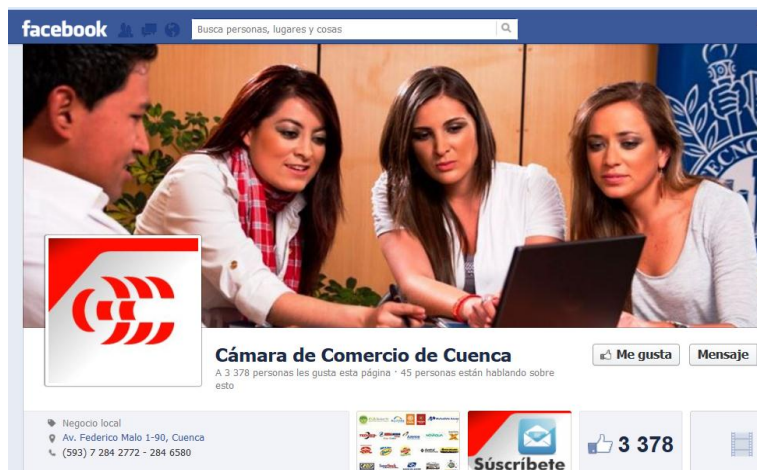 facebook
Busca personas, lugares y cosas
TECNO
Cámara de Comercio de Cuenca
A 3 378 personas les gusta esta página · 45 personas están hablando sobre
esto
Me gusta
Mensaje
Negocio local
Av. Federico Malo 1-90, Cuenca
(593) 7 284 2772 - 284 6580
Súscríbete
3 378